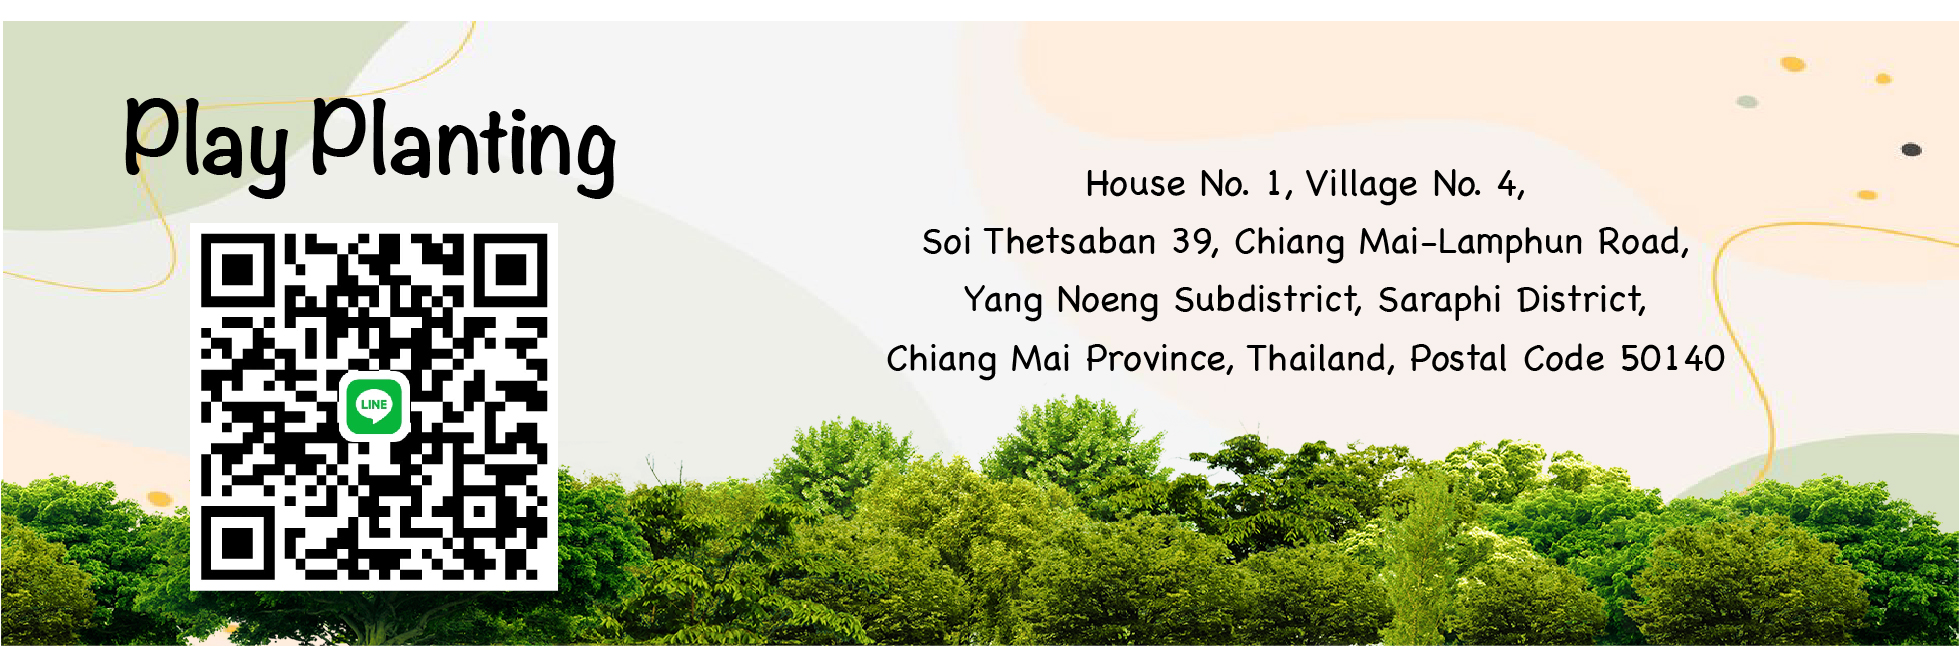 Play Planting
LINE
House No. 1, Village No. 4,
Soi Thetsaban 39, Chiang Mai-Lamphun Road,
Yang Noeng Subdistrict, Saraphi District,
Chiang Mai Province, Thailand, Postal Code 50140